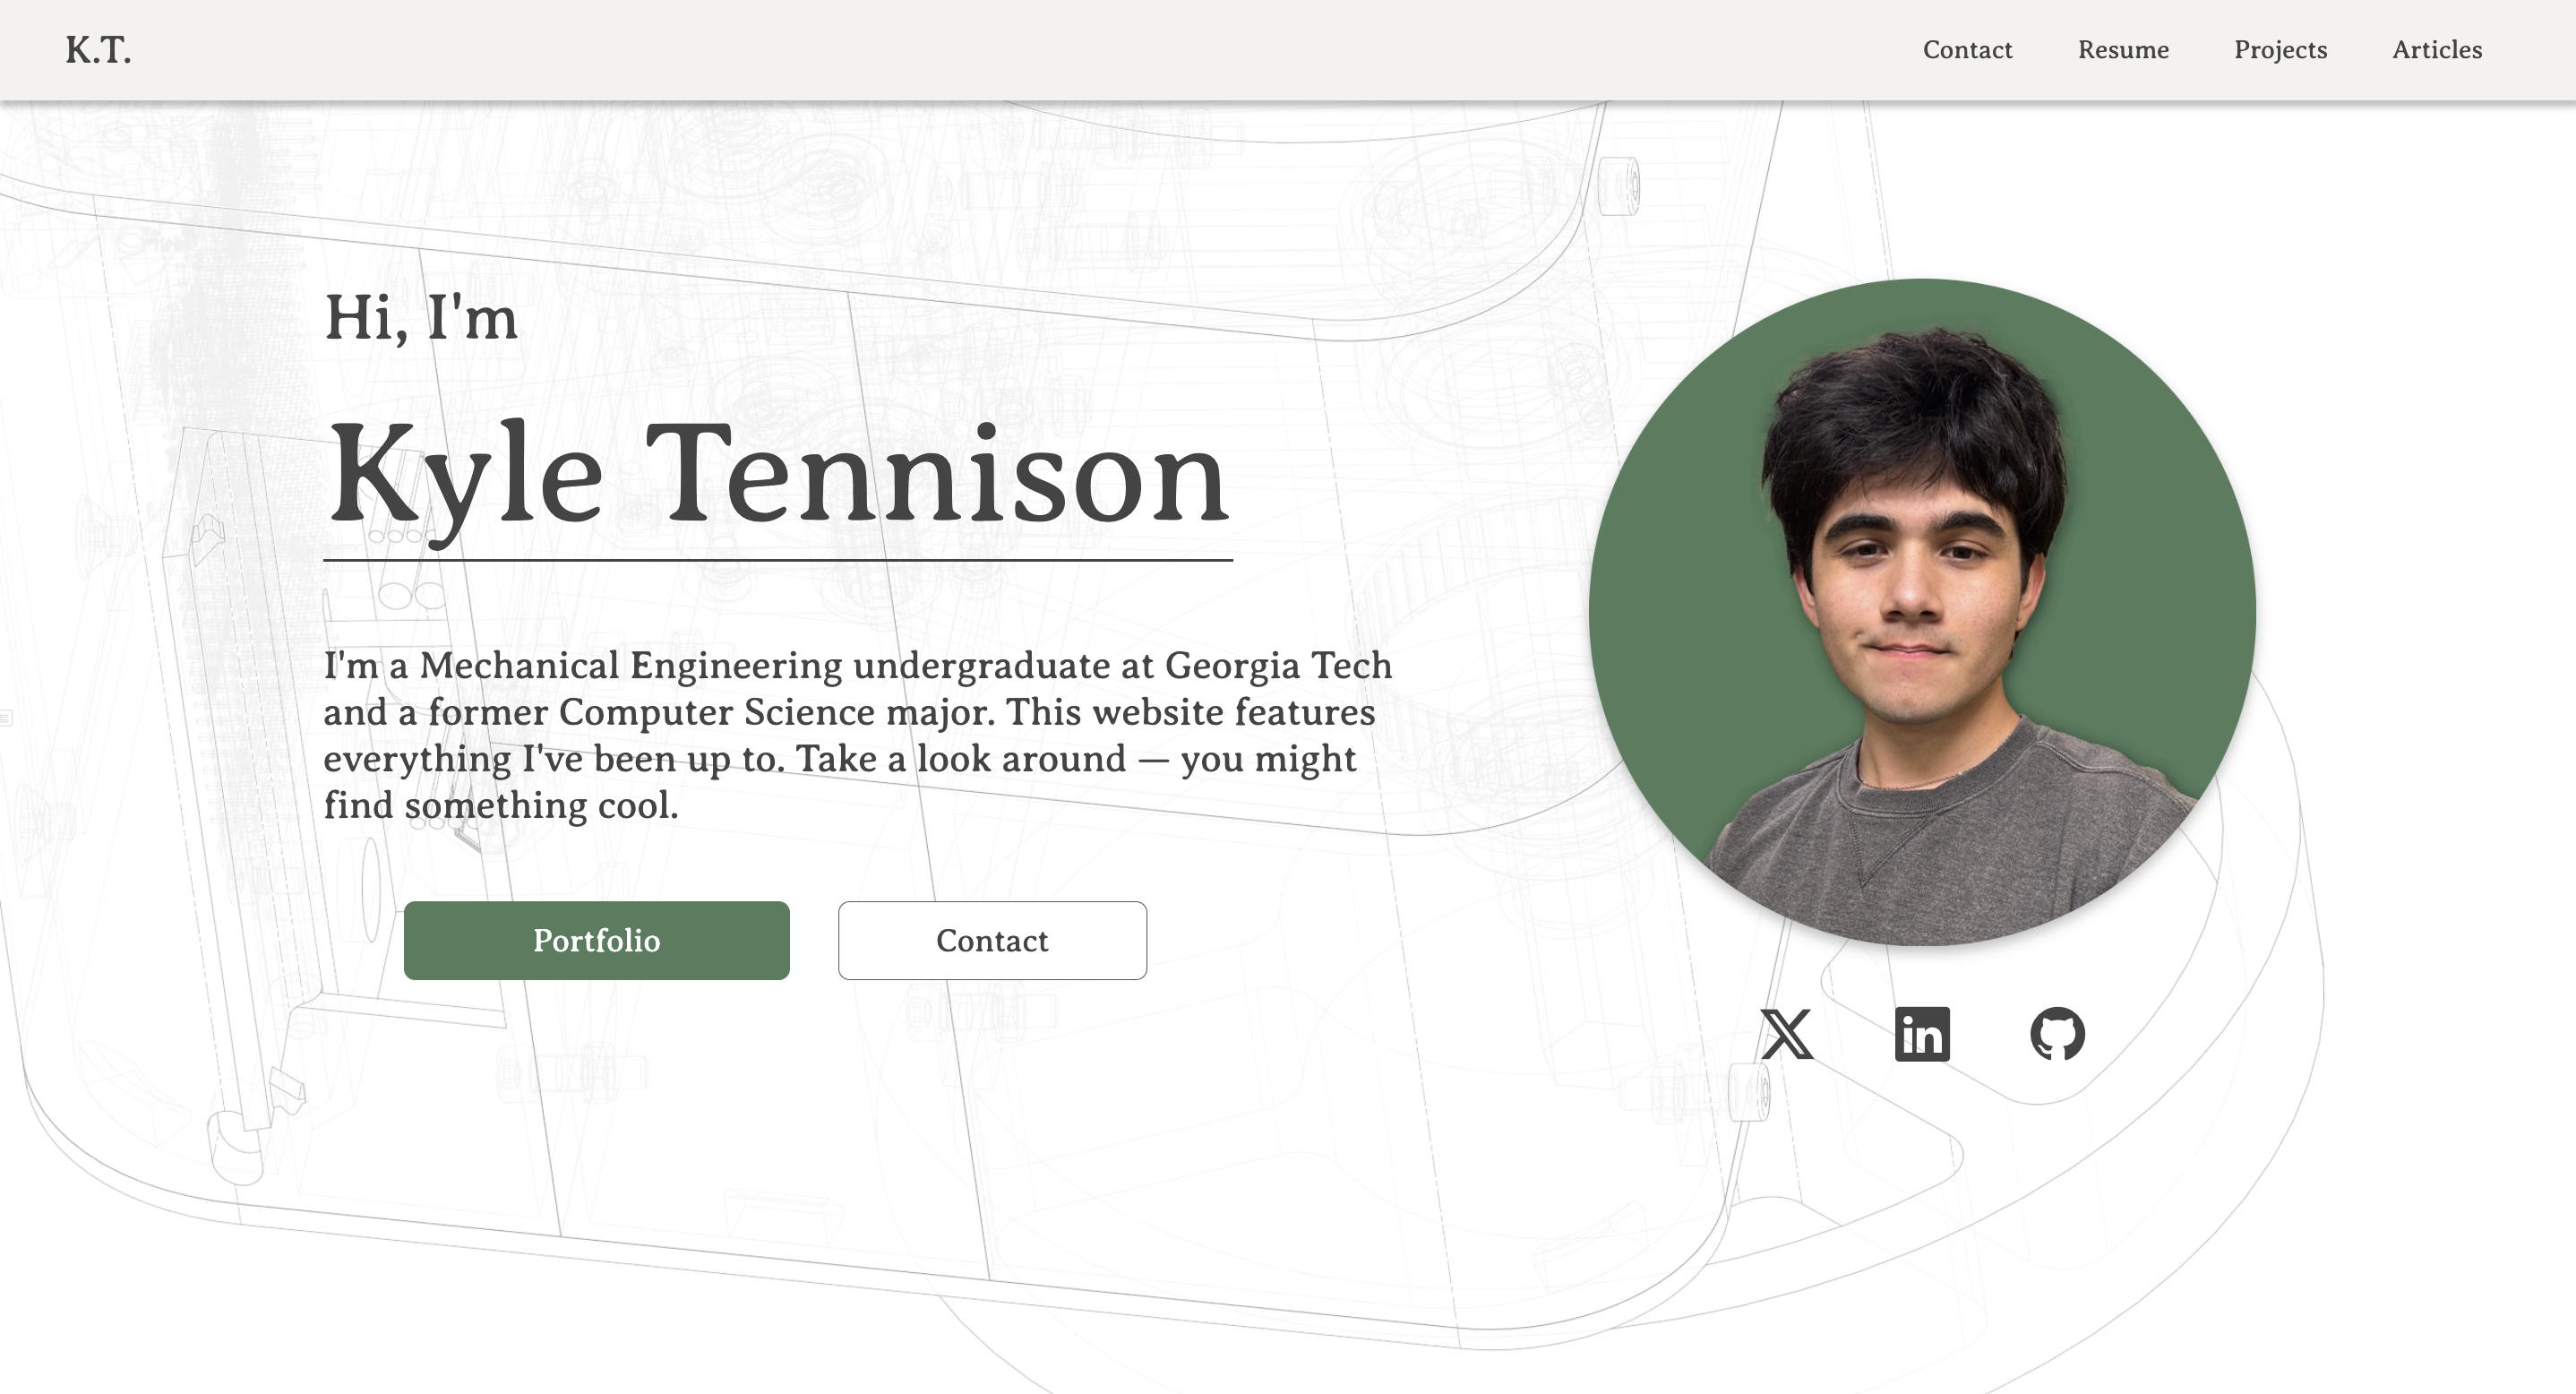 K.T.
Contact
Resume
Projects
Articles
Hi, I'm
Kyle Tennison
I'm a Mechanical Engineering undergraduate at Georgia Tech
and a former Computer Science major. This website features
everything I've been up to. Take a look around — you might
find something cool.
Portfolio
Contact
X
in